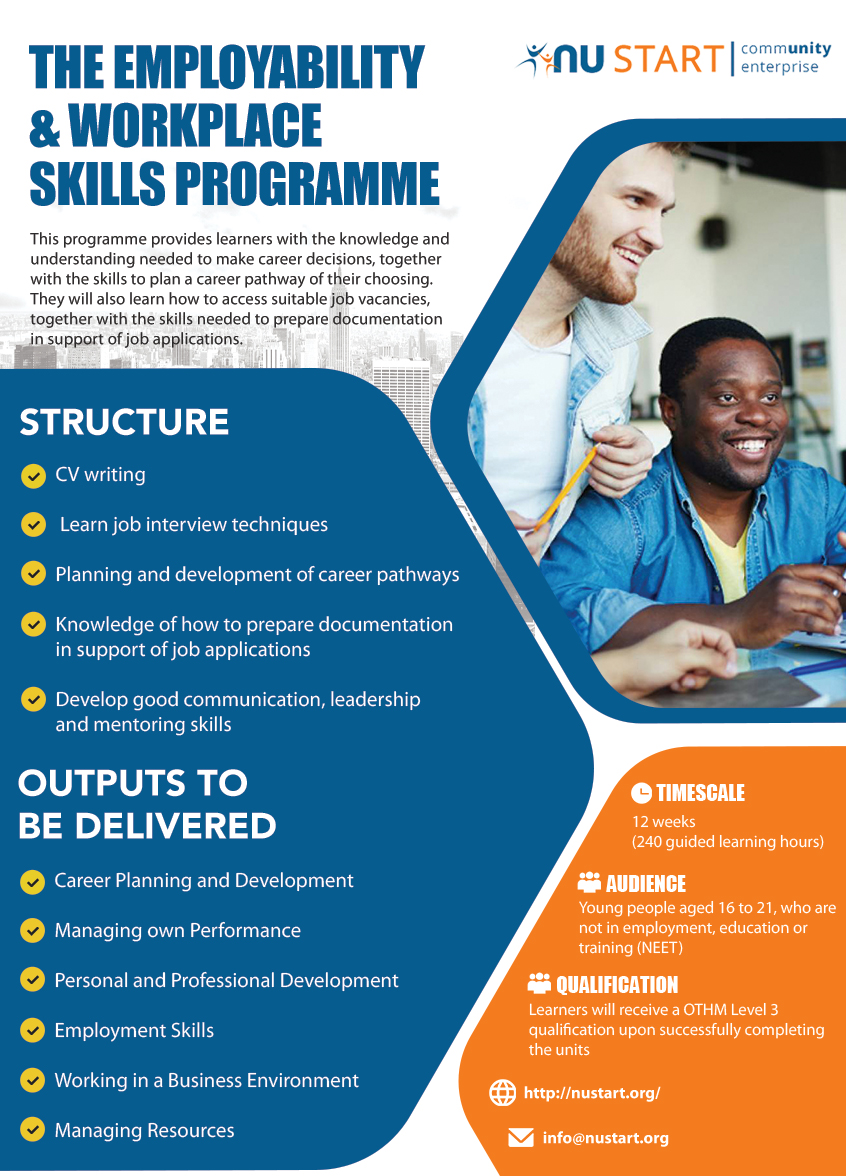 THE EMPLOYABILITY
& WORKPLACE
SKILLS PROGRAMME
nu START | community
enterprise
This programme provides learners with the knowledge and
understanding needed to make career decisions, together
with the skills to plan a career pathway of their choosing.
They will also learn how to access suitable job vacancies,
together with the skills needed to prepare documentation
in support of job applications.
STRUCTURE
CV writing
Learn job interview techniques
Planning and development of career pathways
Knowledge of how to prepare documentation
in support of job applications
Develop good communication, leadership
and mentoring skills
OUTPUTS TO
BE DELIVERED
Career Planning and Development
Managing own Performance
Personal and Professional Development
Employment Skills
Working in a Business Environment
Managing Resources
TIMESCALE
12 weeks
(240 guided learning hours)
AUDIENCE
Young people aged 16 to 21, who are
not in employment, education or
training (NEET)
QUALIFICATION
Learners will receive a OTHM Level 3
qualification upon successfully completing
the units
http://nustart.org/
info@nustart.org